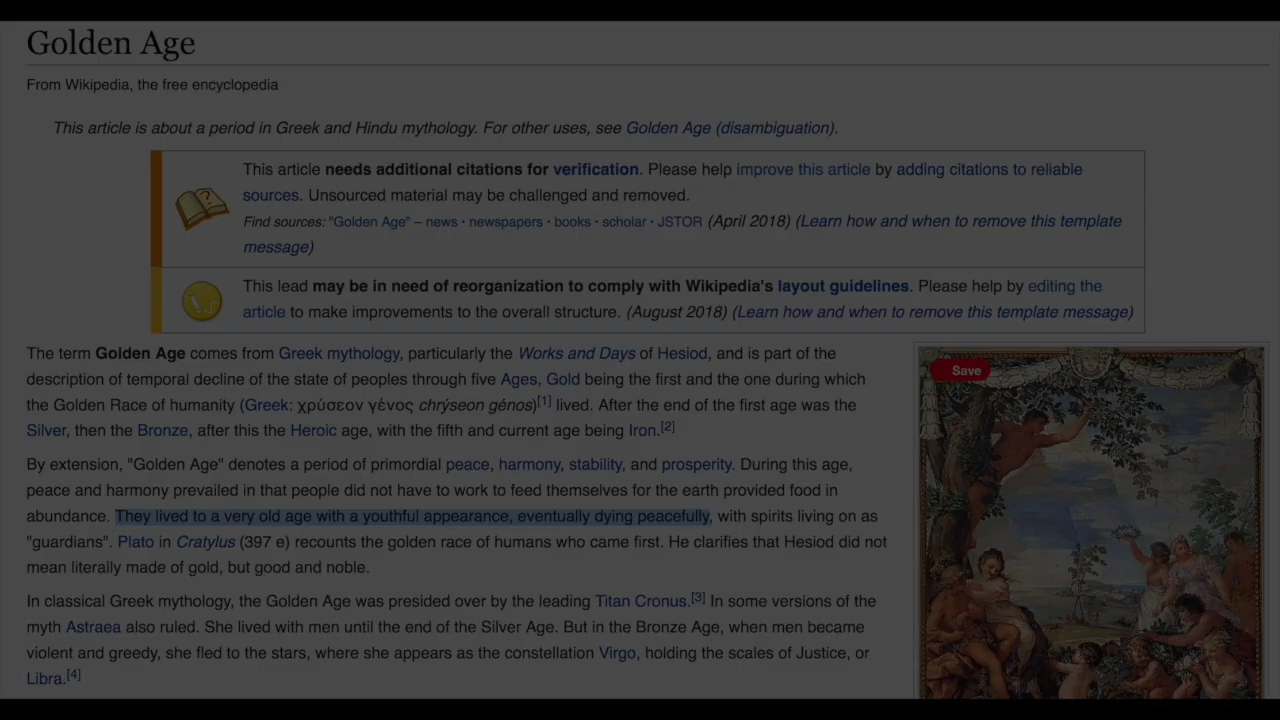 Golden Age
From Wikipedia, the free encyclopedia
This article is about a period in Greek and Hindu mythology. For other uses, see Golden Age (disambiguation).
This article needs additional citations for verification. Please help improve this article by adding citations to reliable
sources. Unsourced material may be challenged and removed.
Find sources: "Golden Age" – news · newspapers · books · scholar · JSTOR (April 2018) (Learn how and when to remove this template
message)
This lead may be in need of reorganization to comply with Wikipedia's layout guidelines. Please help by editing the
article to make improvements to the overall structure. (August 2018) (Learn how and when to remove this template message)
The term Golden Age comes from Greek mythology, particularly the Works and Days of Hesiod, and is part of the
description of temporal decline of the state of peoples through five Ages, Gold being the first and the one during which
the Golden Race of humanity (Greek: χρύσεον γένος chrýseon génos)[1] lived. After the end of the first age was the
Silver, then the Bronze, after this the Heroic age, with the fifth and current age being Iron.[2]
Save
By extension, "Golden Age" denotes a period of primordial peace, harmony, stability, and prosperity. During this age,
peace and harmony prevailed in that people did not have to work to feed themselves for the earth provided food in
abundance. They lived to a very old age with a youthful appearance, eventually dying peacefully, with spirits living on as
"guardians". Plato in Cratylus (397 e) recounts the golden race of humans who came first. He clarifies that Hesiod did not
mean literally made of gold, but good and noble.
In classical Greek mythology, the Golden Age was presided over by the leading Titan Cronus.[3] In some versions of the
myth Astraea also ruled. She lived with men until the end of the Silver Age. But in the Bronze Age, when men became
violent and greedy, she fled to the stars, where she appears as the constellation Virgo, holding the scales of Justice, or
Libra.[4]